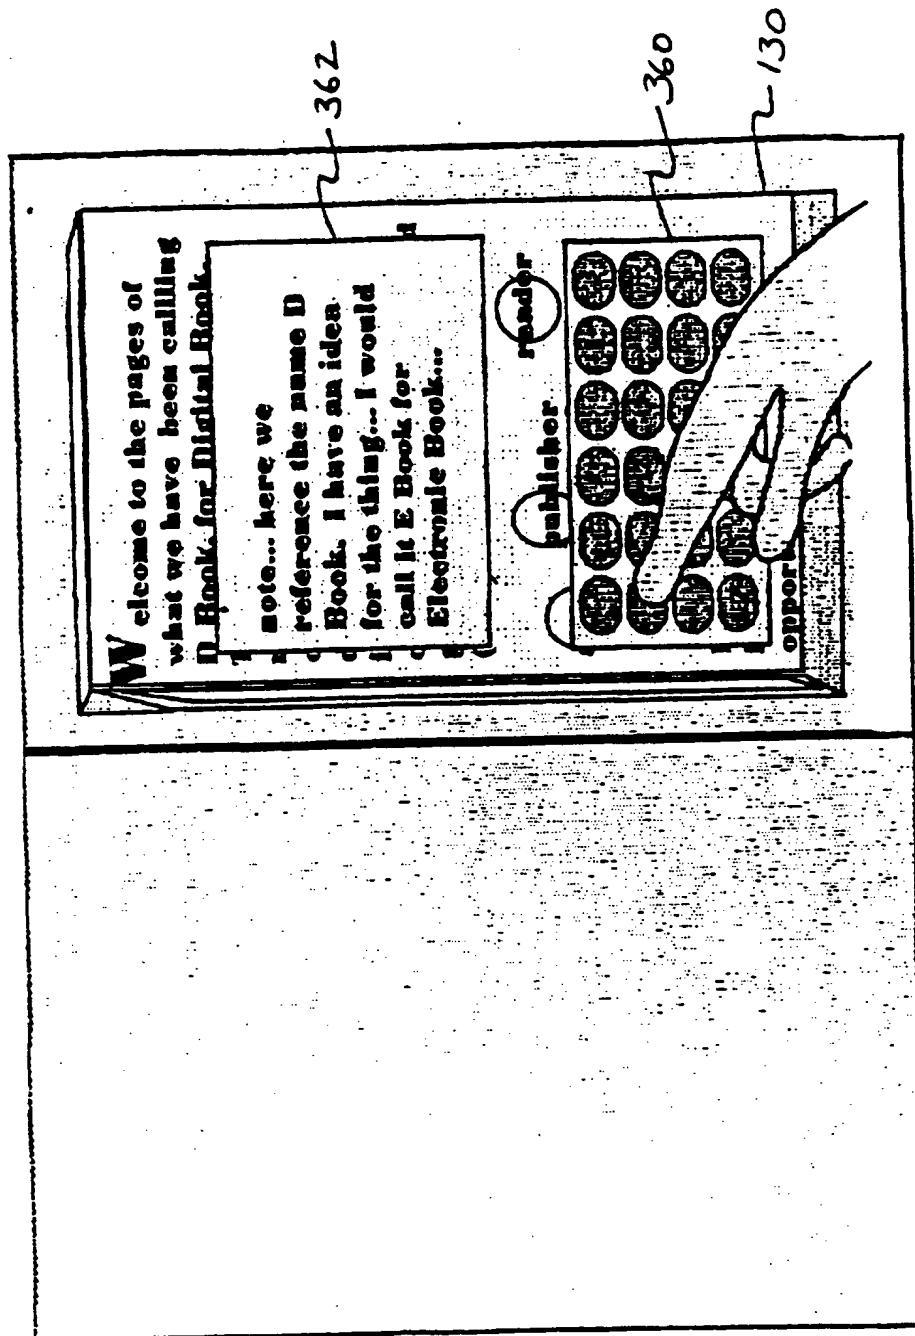 Welcome to the pages of
what we have been callling
D Book, for Digital Book.
note... here we
reference the name D
Book. I have an idea
for the thing... I would
call it E Book for
Electronic Book...
d
publisher
reader
oppor
362
360
130